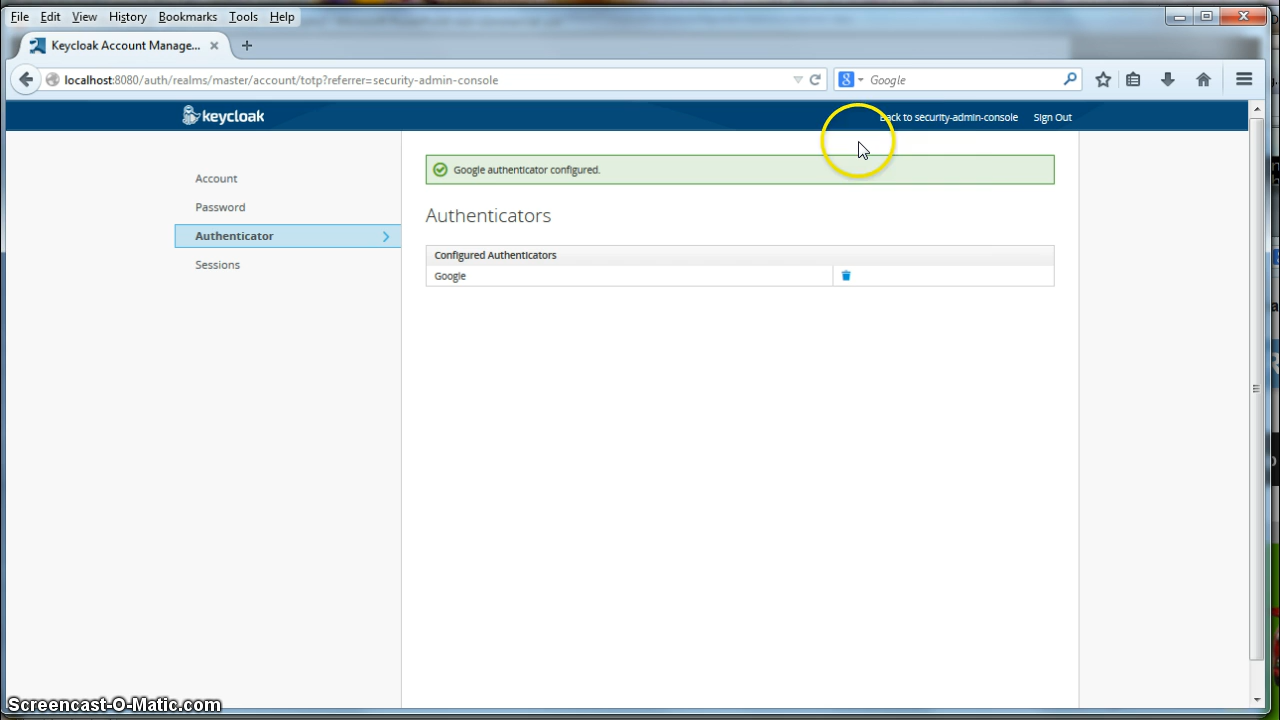 File Edit View History Bookmarks Tools Help
Keycloak Account Manage...
localhost:8080/auth/realms/master/account/totp?referrer=security-admin-console
Google
keycloak
Back to security-admin-console Sign Out
Google authenticator configured.
Account
Password
Authenticator
Sessions
Authenticators
Configured Authenticators
Google
Screencast-O-Matic.com